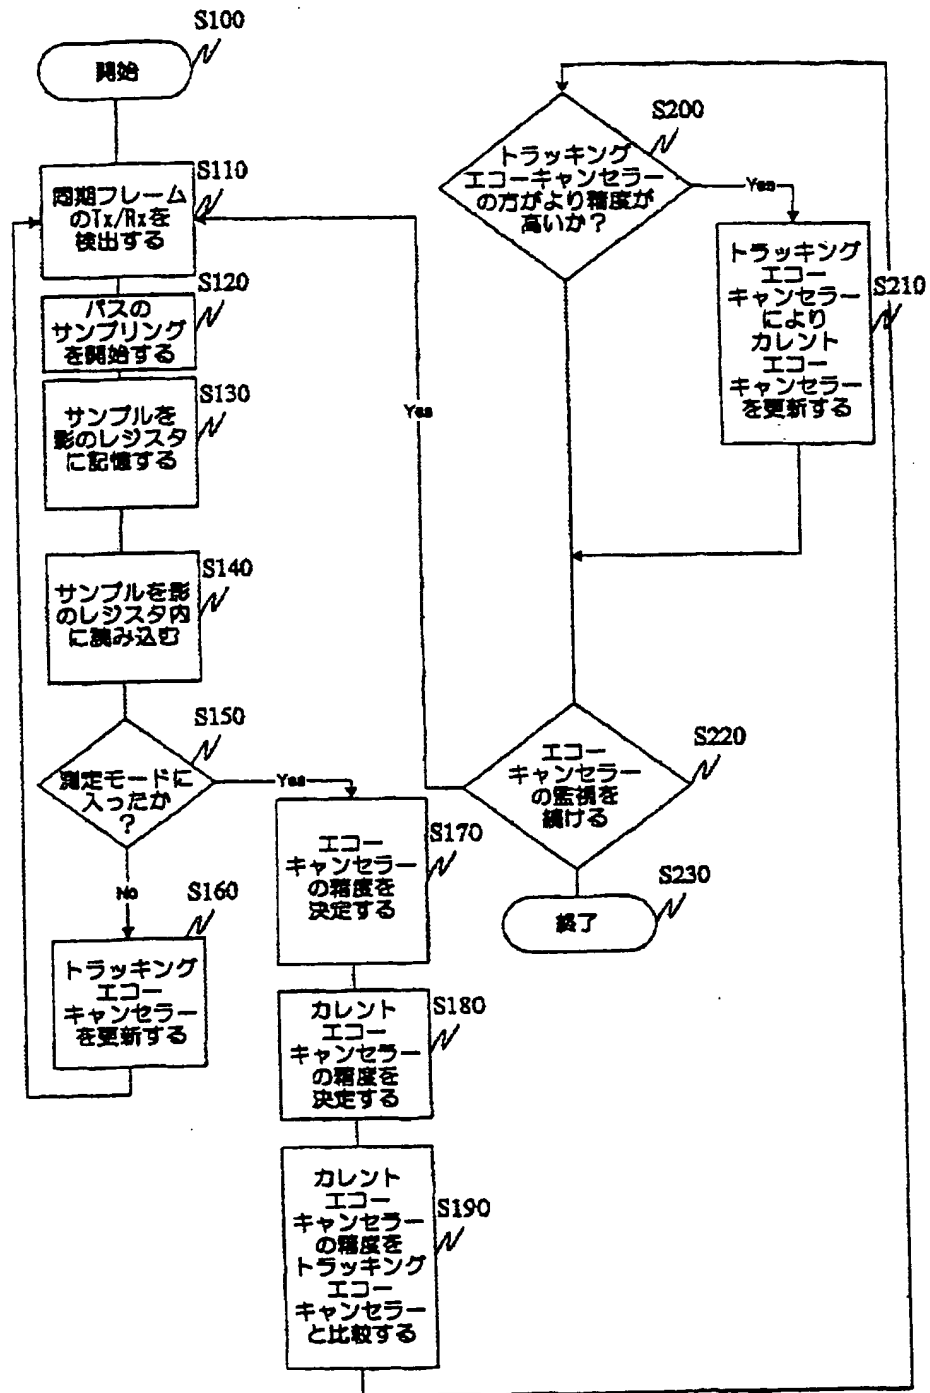 S100
開始
S110
同期フレーム
のTx/Rxを
検出する
S120
パスの
サンプリング
を開始する
S130
サンプルを
影のレジスタ
に記憶する
S140
サンプルを影
のレジスタ内
に読み込む
S150
測定モードに
入ったか
?
Yes
No
S160
トラッキング
エコー
キャンセラー
を更新する
S170
エコー
キャンセラー
の精度を
決定する
S180
カレント
エコー
キャンセラー
の精度を
決定する
S190
カレント
エコー
キャンセラー
の精度を
トラッキング
エコー
キャンセラー
と比較する
S200
トラッキング
エコーキャンセラー
の方がより精度が
高いか?
Yes
S210
トラッキング
エコー
キャンセラー
により
カレント
エコー
キャンセラー
を更新する
Yes
S220
エコー
キャンセラー
の監視を
続ける
S230
終了